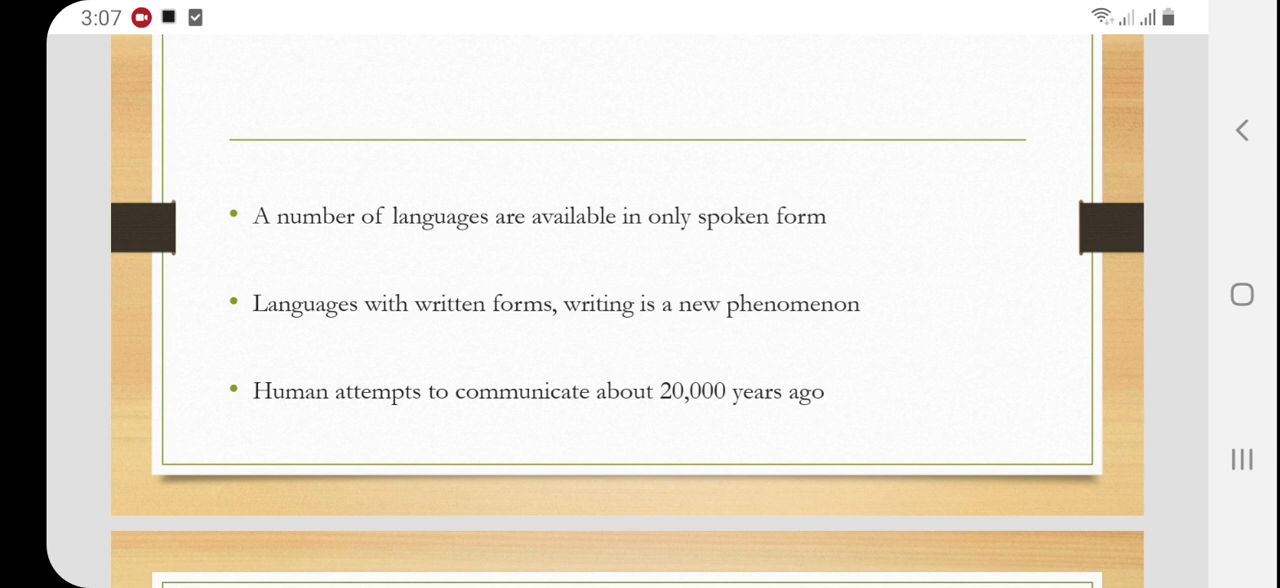 3:07
A number of languages are available in only spoken form
Languages with written forms, writing is a new phenomenon
Human attempts to communicate about 20,000 years ago